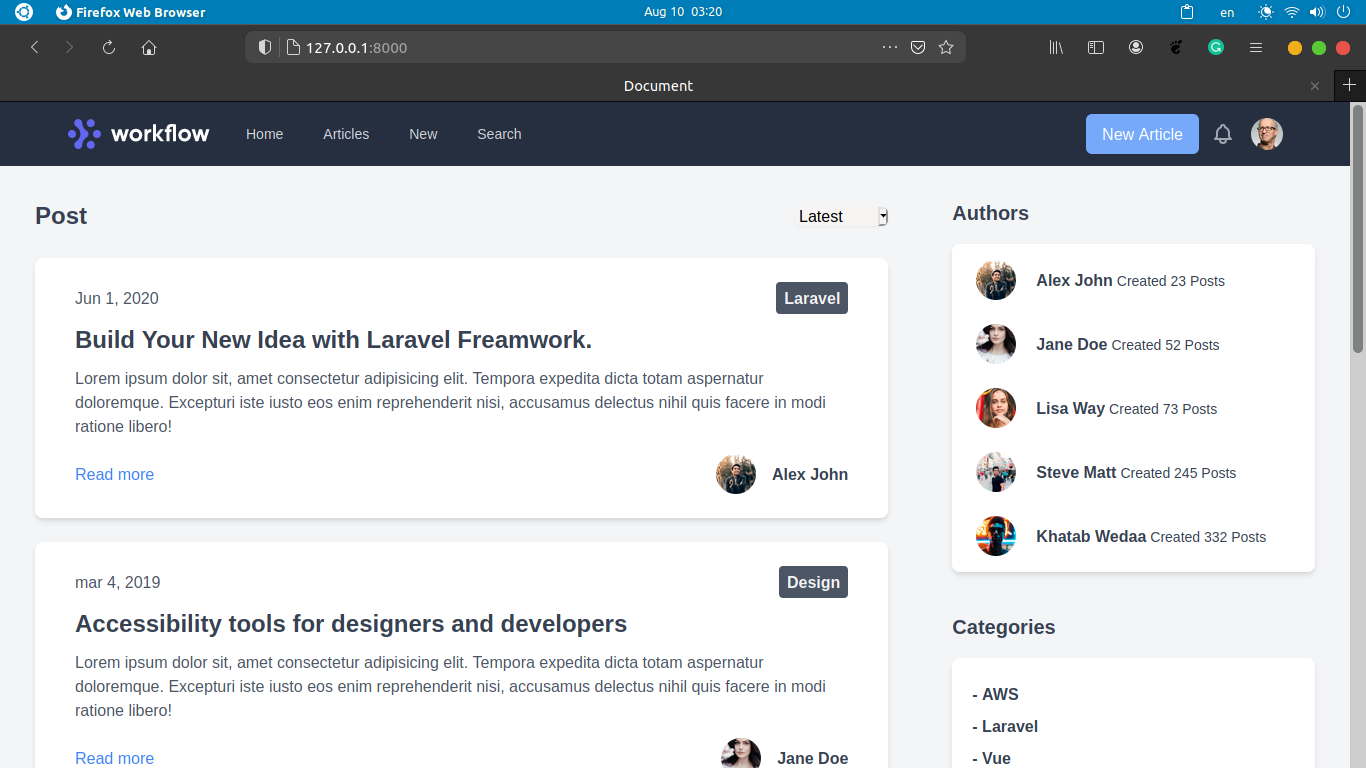 Firefox Web Browser
Aug 10 03:20
en
127.0.0.1:8000
Document
workflow
Home
Articles
New
Search
New Article
Post
Latest
Jun 1, 2020
Laravel
Build Your New Idea with Laravel Freamwork.
Lorem ipsum dolor sit, amet consectetur adipisicing elit. Tempora expedita dicta totam aspernatur
doloremque. Excepturi iste iusto eos enim reprehenderit nisi, accusamus delectus nihil quis facere in modi
ratione libero!
Read more
Alex John
mar 4, 2019
Design
Accessibility tools for designers and developers
Lorem ipsum dolor sit, amet consectetur adipisicing elit. Tempora expedita dicta totam aspernatur
doloremque. Excepturi iste iusto eos enim reprehenderit nisi, accusamus delectus nihil quis facere in modi
ratione libero!
Read more
Jane Doe
Authors
Alex John Created 23 Posts
Jane Doe Created 52 Posts
Lisa Way Created 73 Posts
Steve Matt Created 245 Posts
Khatab Wedaa Created 332 Posts
Categories
- AWS
- Laravel
- Vue